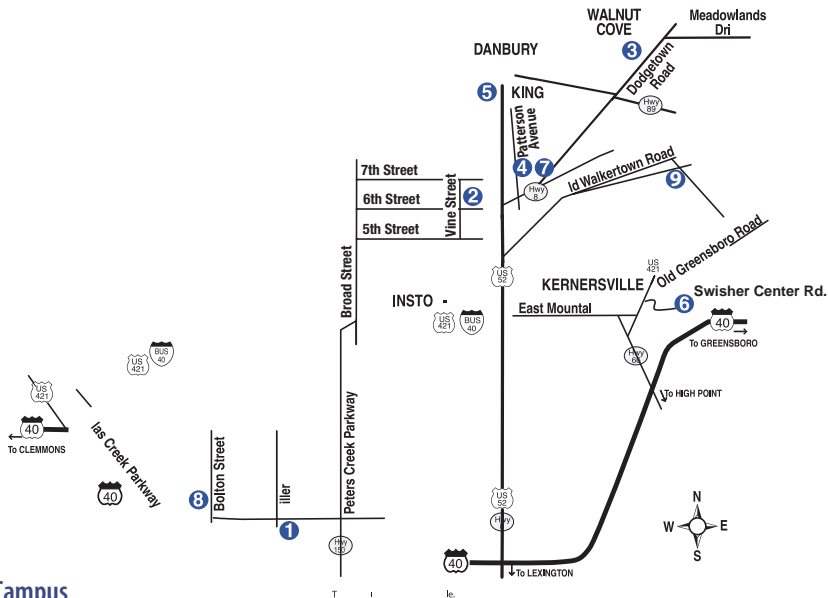 WALNUT
COVE
Meadowlands
Dri
DANBURY
3
Dodgetown
Road
5
KING
Hwy
89
Patterson
Avenue
7th Street
4
7
ld Walkertown Road
6th Street
Vine Street
2
Hwy
8
9
5th Street
Broad Street
US
52
US
421
Old Greensboro Road
KERNERSVILLE
INSTO -
East Mountai
6
Swisher Center Rd.
US
421
BUS
40
40
To GREENSBORO
US
421
BUS
40
Hwy
66
US
421
To HIGH POINT
40
To CLEMMONS
las Creek Parkway
40
Bolton Street
iller
Peters Creek Parkway
8
US
52
Hwy
1
Hwy
150
N
W
E
S
40
To LEXINGTON
Campus
T
le.